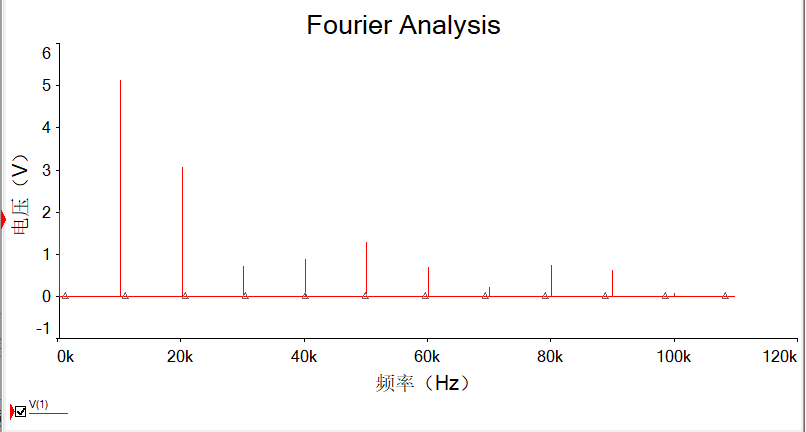 Fourier Analysis
6
5
4
3
2
1
0
-1
电压（V）
0k 20k 40k 60k 80k 100k 120k
频率（Hz）
V(1)